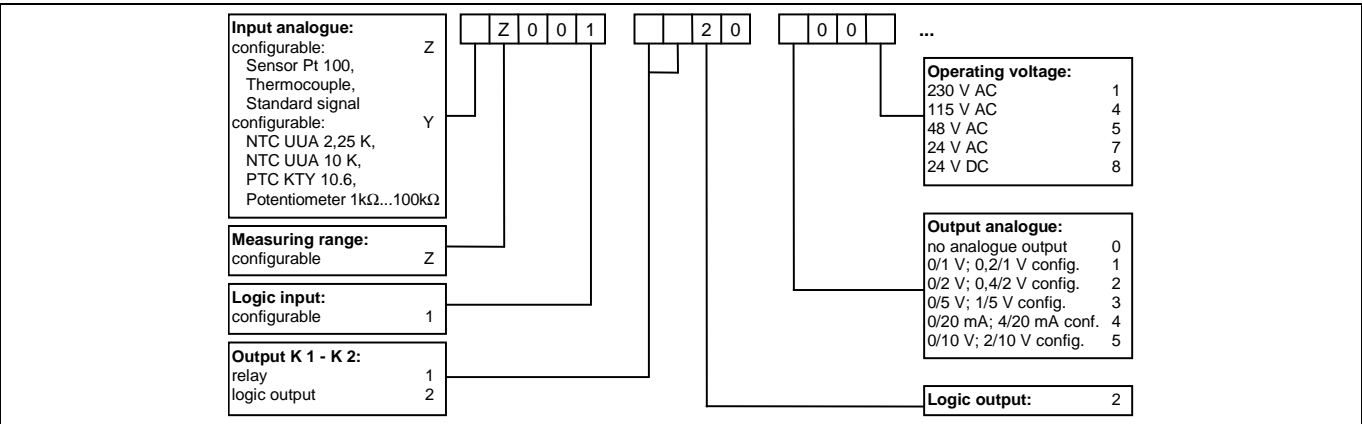 Z 0 0 1 2 0 0 0 ...
Input analogue:
configurable: Z
Sensor Pt 100,
Thermocouple,
Standard signal
configurable: Y
NTC UUA 2,25 K,
NTC UUA 10 K,
PTC KTY 10.6,
Potentiometer 1kΩ...100kΩ
Measuring range:
configurable Z
Logic input:
configurable 1
Output K 1 - K 2:
relay 1
logic output 2
Operating voltage:
230 V AC 1
115 V AC 4
48 V AC 5
24 V AC 7
24 V DC 8
Output analogue:
no analogue output 0
0/1 V; 0,2/1 V config. 1
0/2 V; 0,4/2 V config. 2
0/5 V; 1/5 V config. 3
0/20 mA; 4/20 mA conf. 4
0/10 V; 2/10 V config. 5
Logic output: 2